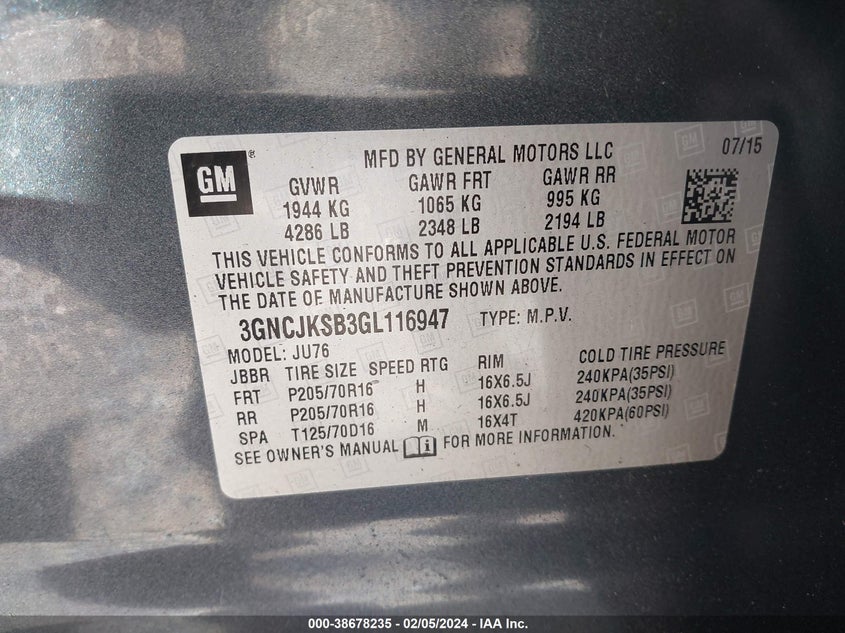 GM ®
MFD BY GENERAL MOTORS LLC 07/15
GVWR GAWR FRT GAWR RR
1944 KG 1065 KG 995 KG
4286 LB 2348 LB 2194 LB
THIS VEHICLE CONFORMS TO ALL APPLICABLE U.S. FEDERAL MOTOR
VEHICLE SAFETY AND THEFT PREVENTION STANDARDS IN EFFECT ON
THE DATE OF MANUFACTURE SHOWN ABOVE.
3GNCJKSB3GL116947 TYPE: M.P.V.
MODEL: JU76
JBBR TIRE SIZE SPEED RTG RIM COLD TIRE PRESSURE
FRT P205/70R16 H 16X6.5J 240KPA(35PSI)
RR P205/70R16 H 16X6.5J 240KPA(35PSI)
SPA T125/70D16 M 16X4T 420KPA(60PSI)
SEE OWNER'S MANUAL FOR MORE INFORMATION.
000-38678235 - 02/05/2024 - IAA Inc.